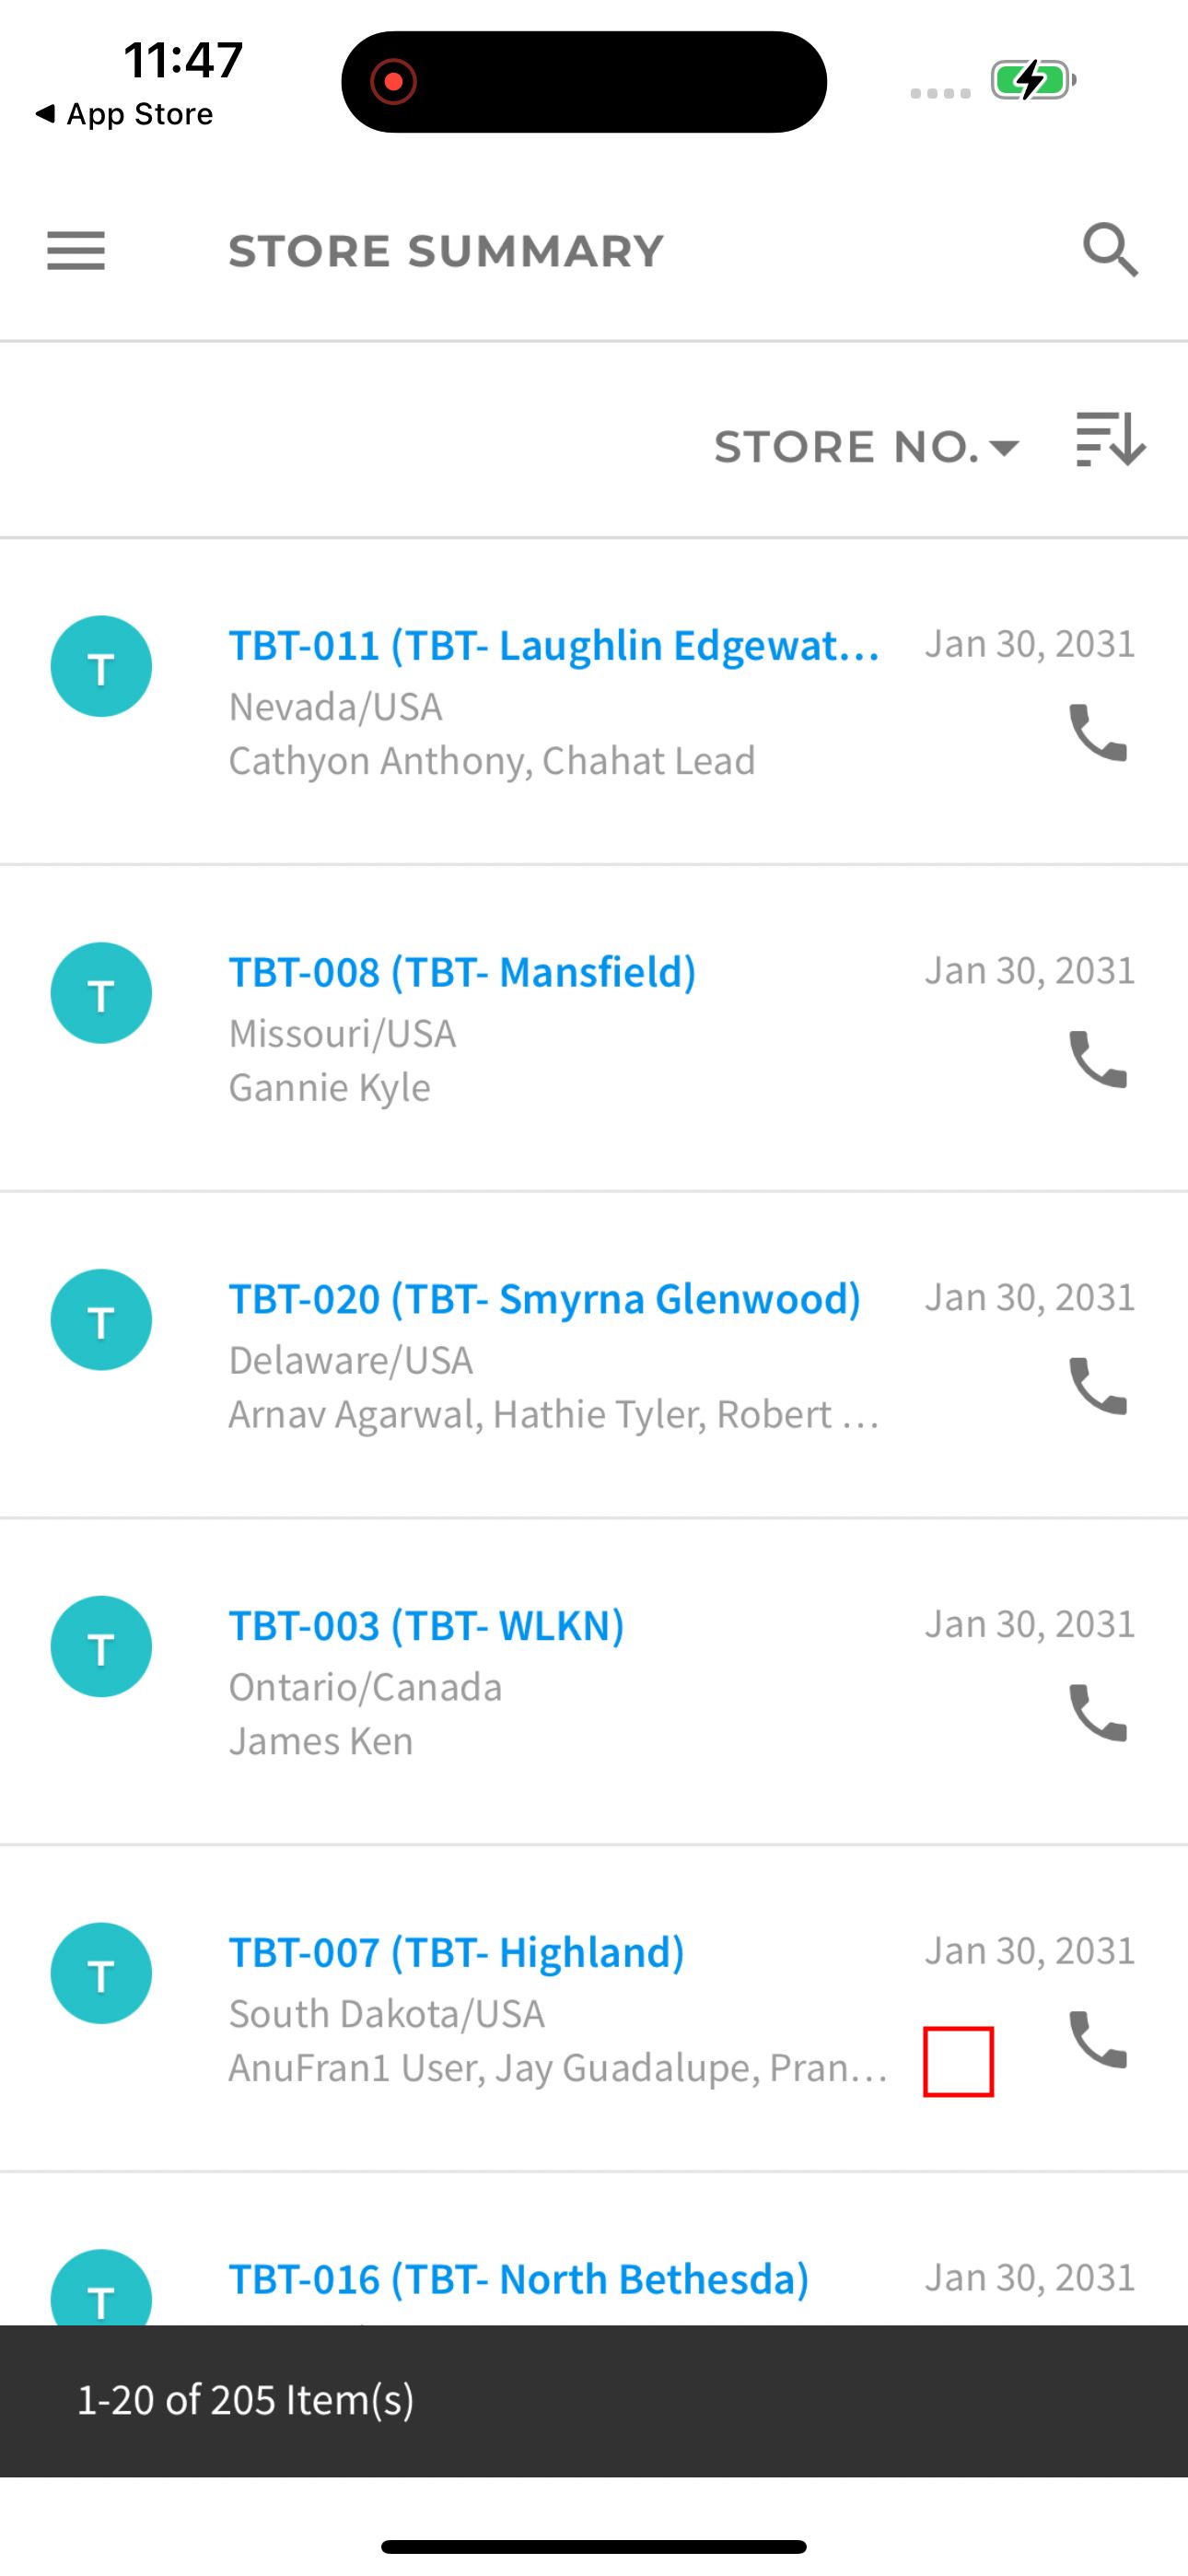 11:47
App Store
STORE SUMMARY
STORE NO.
T
TBT-011 (TBT- Laughlin Edgewat...
Jan 30, 2031
Nevada/USA
Cathyon Anthony, Chahat Lead
T
TBT-008 (TBT- Mansfield)
Jan 30, 2031
Missouri/USA
Gannie Kyle
T
TBT-020 (TBT- Smyrna Glenwood)
Jan 30, 2031
Delaware/USA
Arnav Agarwal, Hathie Tyler, Robert ...
T
TBT-003 (TBT- WLKN)
Jan 30, 2031
Ontario/Canada
James Ken
T
TBT-007 (TBT- Highland)
Jan 30, 2031
South Dakota/USA
AnuFran1 User, Jay Guadalupe, Pran...
T
TBT-016 (TBT- North Bethesda)
Jan 30, 2031
1-20 of 205 Item(s)